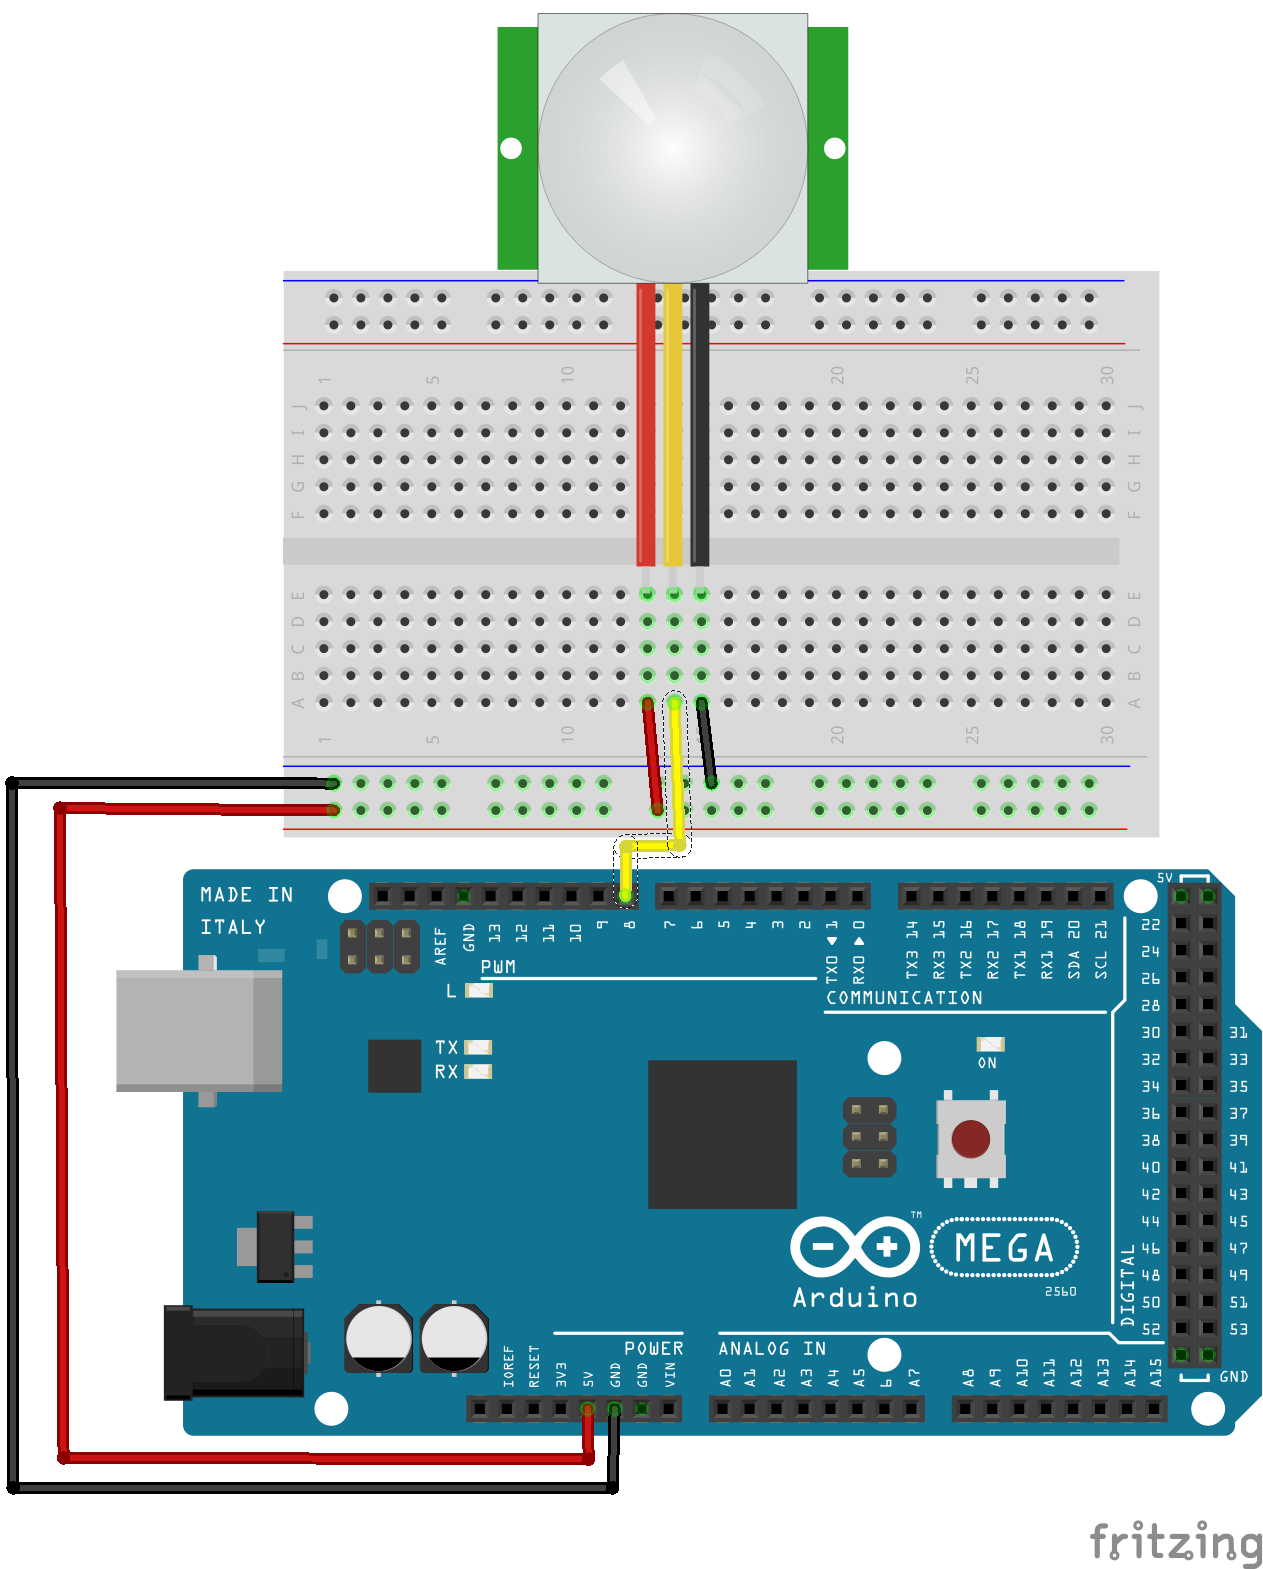 1 5 10 20 25 30
J J
I I
H H
G G
F F
E E
D D
C C
B B
A A
1 5 10 20 25 30
MADE IN
ITALY
AREF GND 13 12 11 10 9 8 7 6 5 4 3 2 TX0 1 RX0 0 TX3 14 RX3 15 TX2 16 RX2 17 TX1 18 RX1 19 SDA 20 SCL 21
5V
PWM
COMMUNICATION
L
TX
RX
ON
22
24
26
28
30 31
32 33
34 35
36 37
38 39
40 41
42 43
44 45
46 47
48 49
50 51
52 53
GND
DIGITAL
TM
MEGA
2560
Arduino
POWER
ANALOG IN
IOREF RESET 3V3 5V GND GND VIN A0 A1 A2 A3 A4 A5 6 A7 A8 A9 A10 A11 A12 A13 A14 A15
fritzing